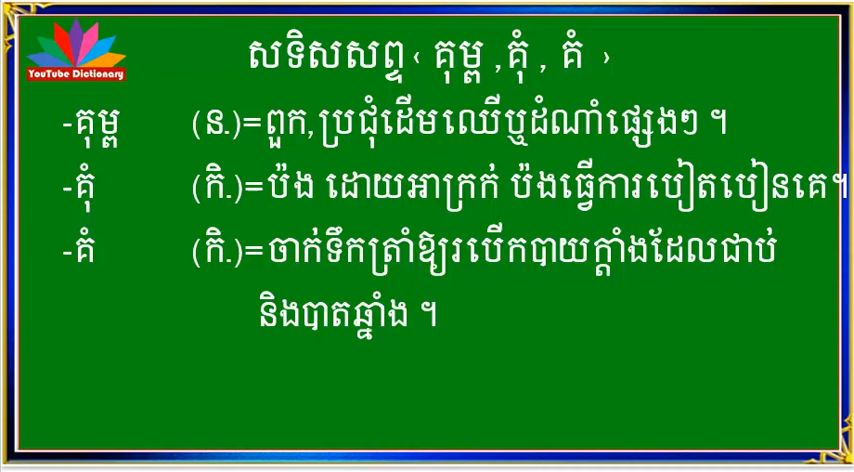 YouTube Dictionary
សទិសសព្ទ ‹ គុម្ព , គុំ , គំ ›
-គុម្ព (ន.)=ពួក,ប្រជុំដើមឈើឬដំណាំផ្សេងៗ ។
-គុំ (កិ.)=ប៉ង ដោយអាក្រក់ ប៉ងធ្វើការបៀតបៀនគេ។
-គំ (កិ.)=ចាក់ទឹកត្រាំឱ្យរបើកបាយក្ដាំងដែលជាប់
និងបាតឆ្នាំង ។